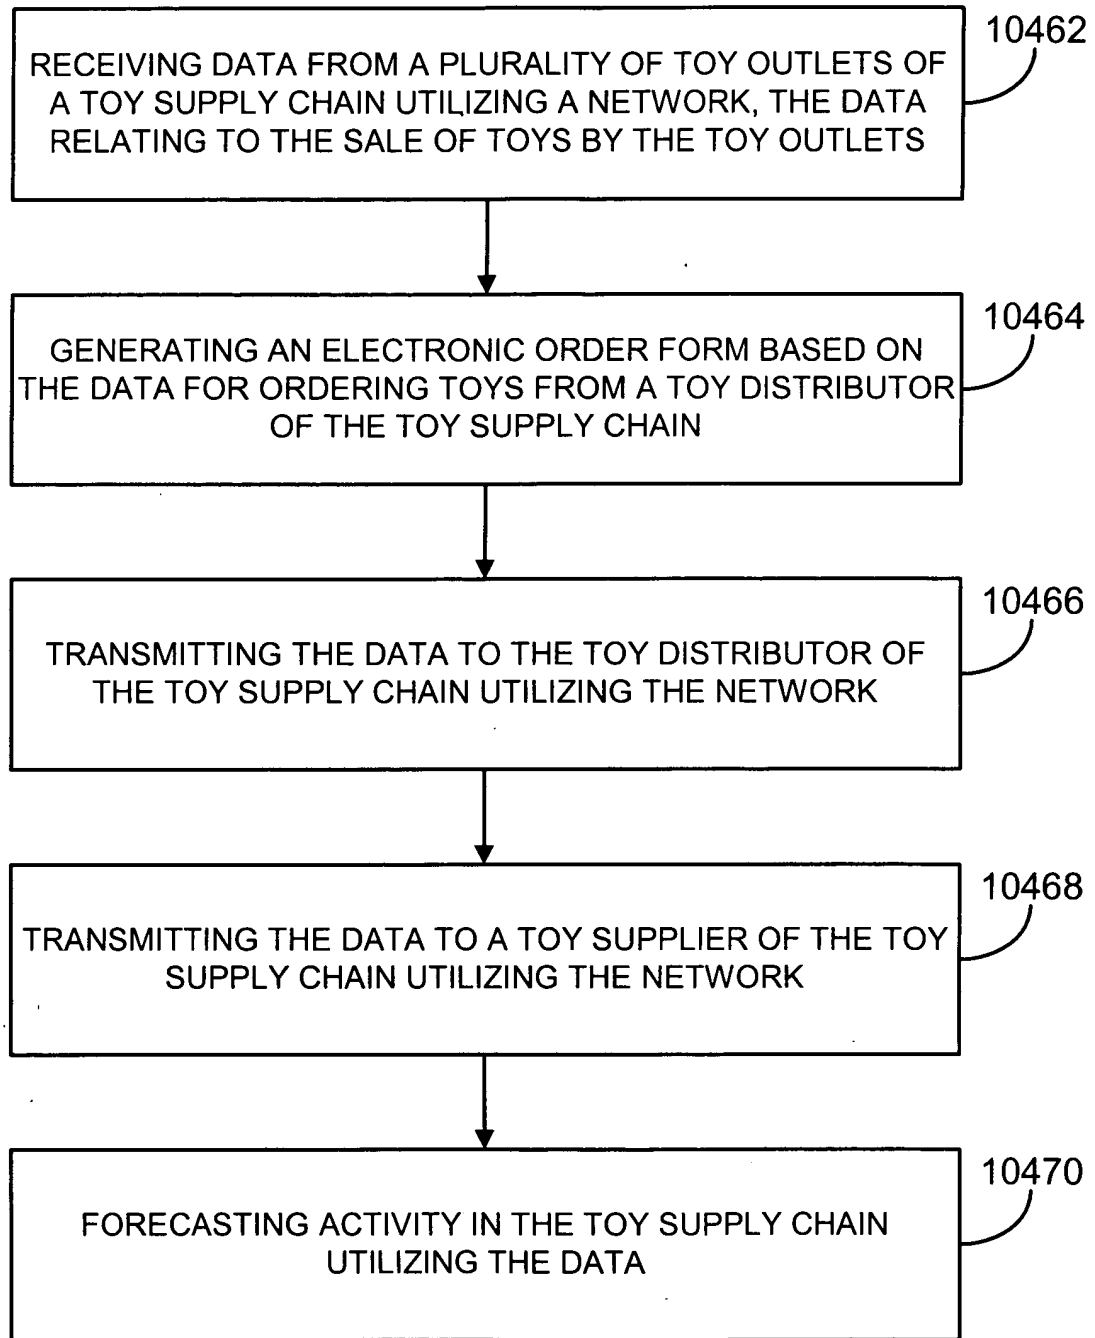 10462
RECEIVING DATA FROM A PLURALITY OF TOY OUTLETS OF
A TOY SUPPLY CHAIN UTILIZING A NETWORK, THE DATA
RELATING TO THE SALE OF TOYS BY THE TOY OUTLETS
10464
GENERATING AN ELECTRONIC ORDER FORM BASED ON
THE DATA FOR ORDERING TOYS FROM A TOY DISTRIBUTOR
OF THE TOY SUPPLY CHAIN
10466
TRANSMITTING THE DATA TO THE TOY DISTRIBUTOR OF
THE TOY SUPPLY CHAIN UTILIZING THE NETWORK
10468
TRANSMITTING THE DATA TO A TOY SUPPLIER OF THE TOY
SUPPLY CHAIN UTILIZING THE NETWORK
10470
FORECASTING ACTIVITY IN THE TOY SUPPLY CHAIN
UTILIZING THE DATA